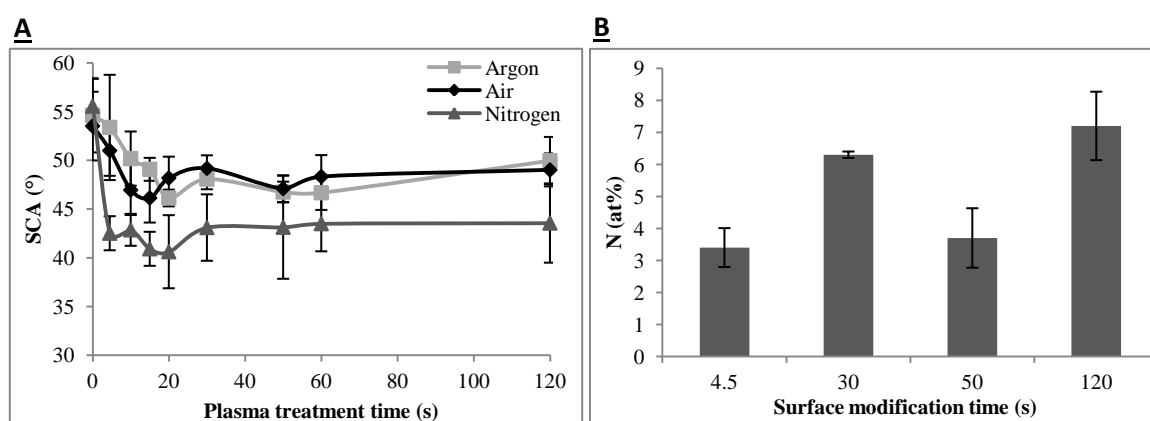 A
60
55
50
45
40
35
30
SCA (°)
0 20 40 60 80 100 120
Plasma treatment time (s)
Argon
Air
Nitrogen
B
9
8
7
6
5
4
3
2
1
0
N (at%)
4.5 30 50 120
Surface modification time (s)